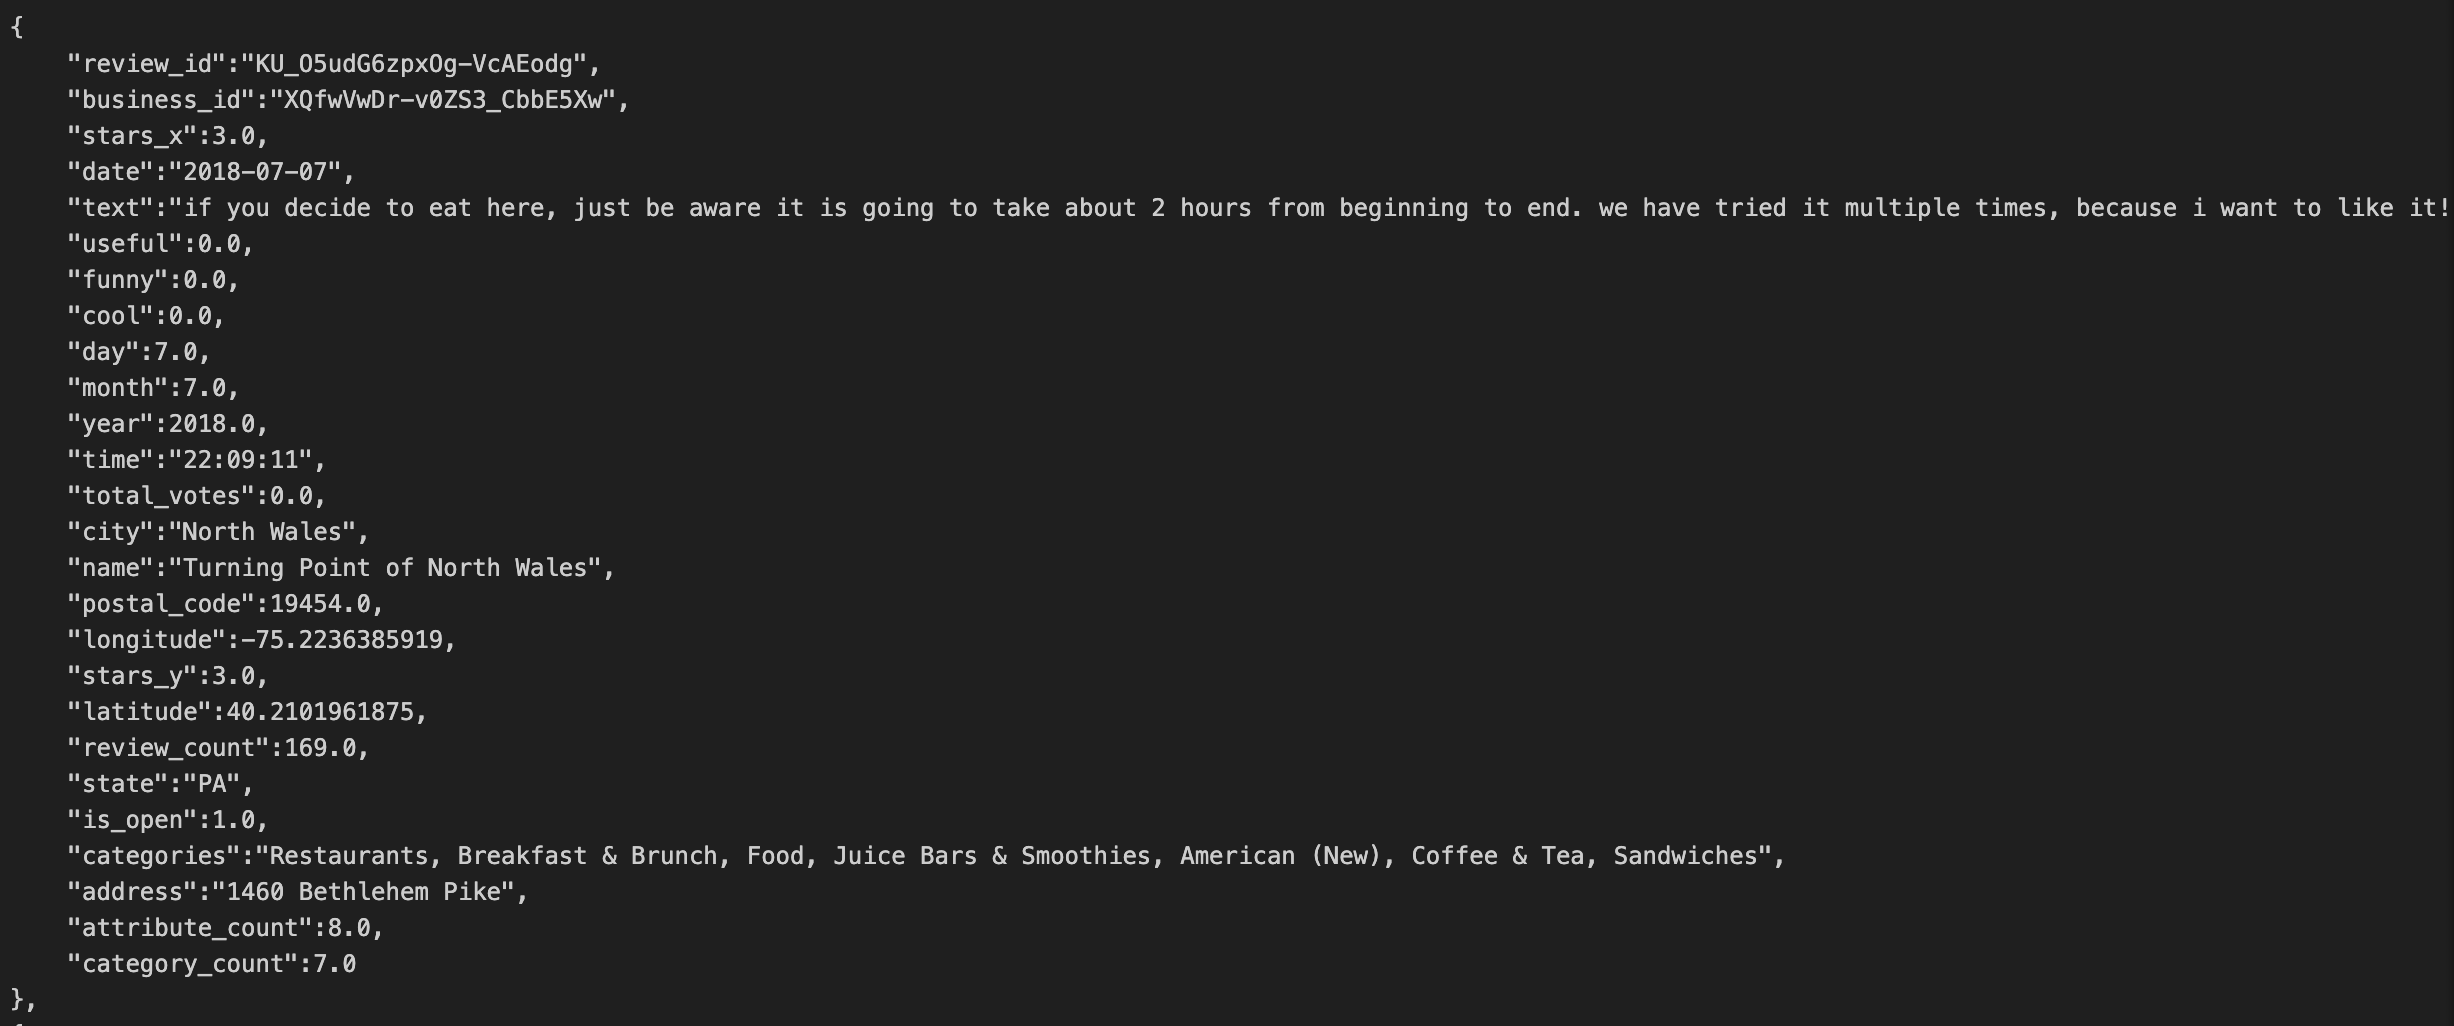 {
    "review_id":"KU_O5udG6zpxOg-VcAEodg",
    "business_id":"XQfwVwDr-v0ZS3_CbbE5Xw",
    "stars_x":3.0,
    "date":"2018-07-07",
    "text":"if you decide to eat here, just be aware it is going to take about 2 hours from beginning to end. we have tried it multiple times, because i want to like it!
    "useful":0.0,
    "funny":0.0,
    "cool":0.0,
    "day":7.0,
    "month":7.0,
    "year":2018.0,
    "time":"22:09:11",
    "total_votes":0.0,
    "city":"North Wales",
    "name":"Turning Point of North Wales",
    "postal_code":19454.0,
    "longitude":-75.2236385919,
    "stars_y":3.0,
    "latitude":40.2101961875,
    "review_count":169.0,
    "state":"PA",
    "is_open":1.0,
    "categories":"Restaurants, Breakfast & Brunch, Food, Juice Bars & Smoothies, American (New), Coffee & Tea, Sandwiches",
    "address":"1460 Bethlehem Pike",
    "attribute_count":8.0,
    "category_count":7.0
},